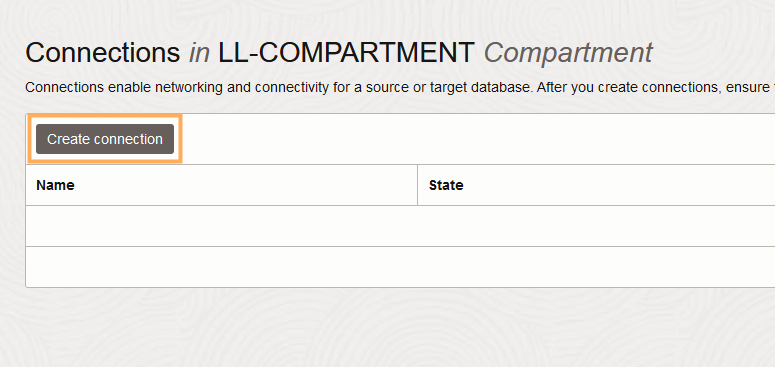 Connections in LL-COMPARTMENT Compartment
Connections enable networking and connectivity for a source or target database. After you create connections, ensure
Create connection
Name State